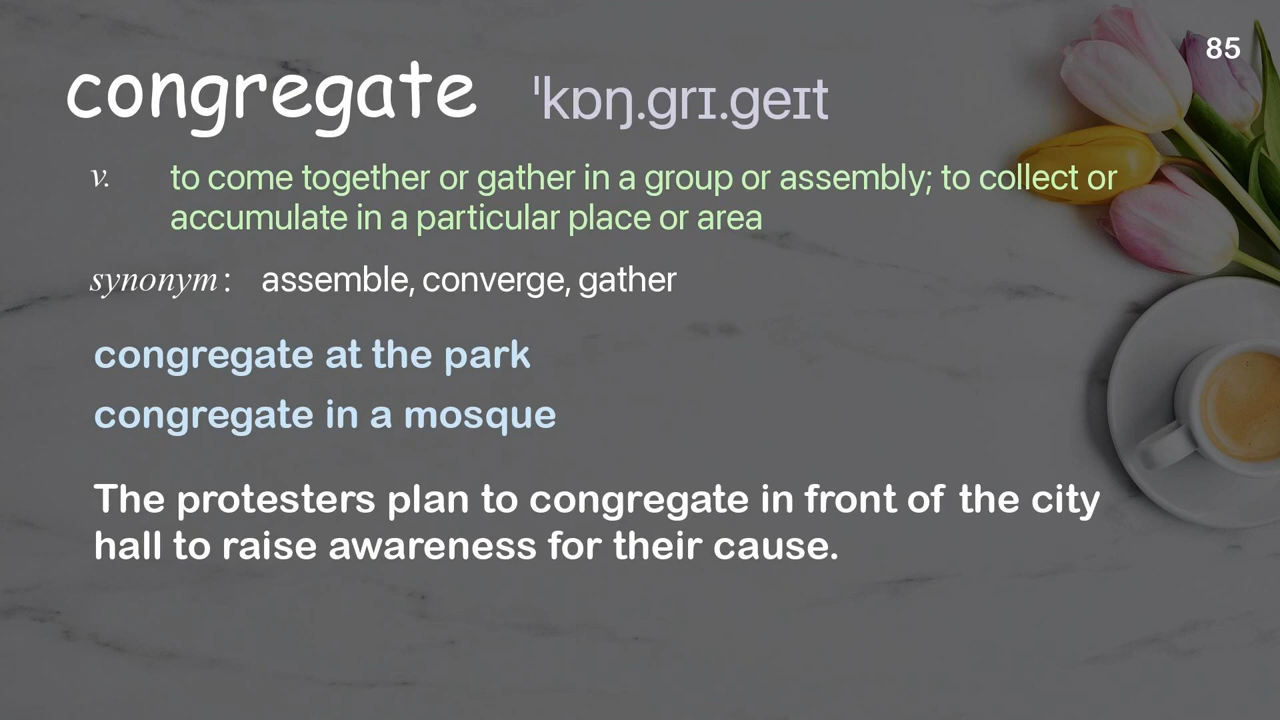 85
congregate ˈkɒŋ.grɪ.geɪt
v. to come together or gather in a group or assembly; to collect or
accumulate in a particular place or area
synonym : assemble, converge, gather
congregate at the park
congregate in a mosque
The protesters plan to congregate in front of the city
hall to raise awareness for their cause.